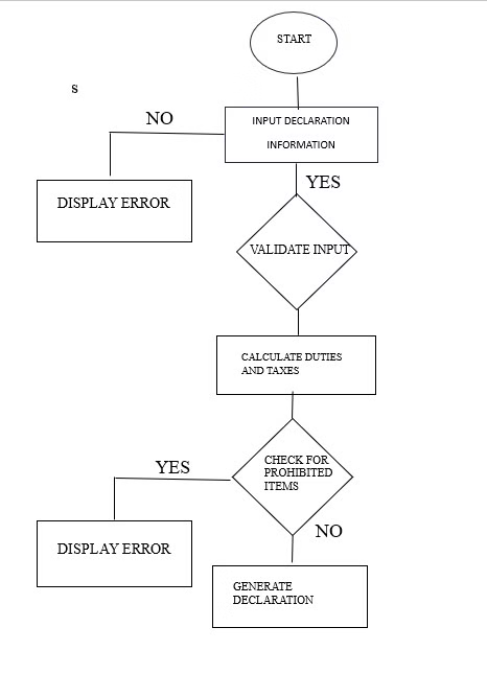 START
s
NO
INPUT DECLARATION
INFORMATION
YES
DISPLAY ERROR
VALIDATE INPUT
CALCULATE DUTIES
AND TAXES
YES
CHECK FOR
PROHIBITED
ITEMS
NO
DISPLAY ERROR
GENERATE
DECLARATION